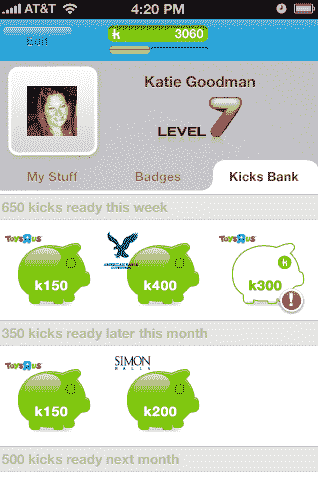 AT&T 4:20 PM
Edit
k 3060
Katie Goodman
LEVEL 7
My Stuff Badges Kicks Bank
650 kicks ready this week
TOYS R US AMERICAN EAGLE TOYS R US
k
k150 k400 k300
!
350 kicks ready later this month
TOYS R US SIMON
MALLS
k150 k200
500 kicks ready next month